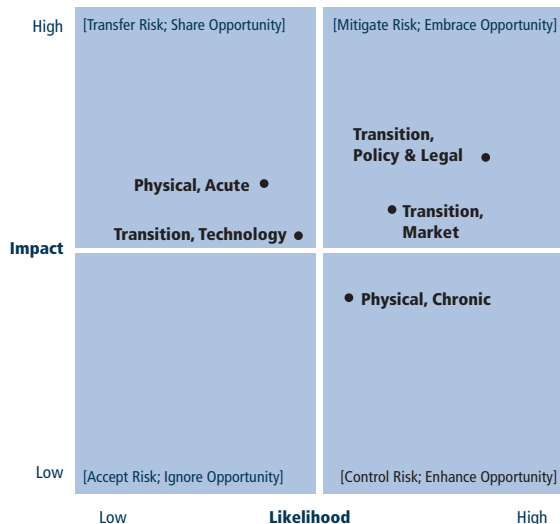 High
[Transfer Risk; Share Opportunity]
[Mitigate Risk; Embrace Opportunity]
Transition,
Policy & Legal
Physical, Acute
Transition,
Market
Transition, Technology
Impact
Physical, Chronic
Low
[Accept Risk; Ignore Opportunity]
[Control Risk; Enhance Opportunity]
Low
Likelihood
High